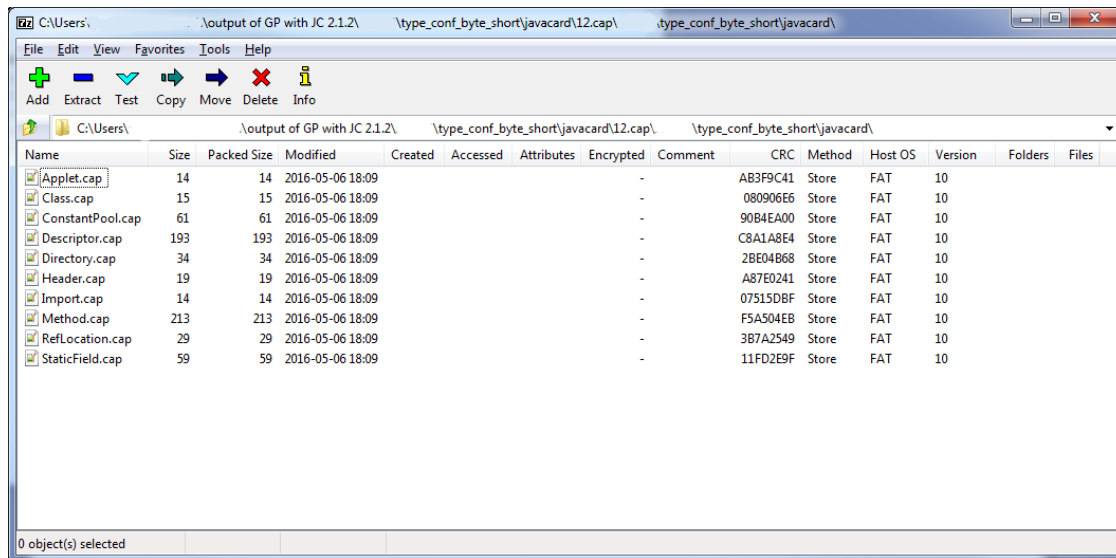 C:\Users\ .\output of GP with JC 2.1.2\ \type_conf_byte_short\javacard\12.cap\ \type_conf_byte_short\javacard\
File Edit View Favorites Tools Help
Add Extract Test Copy Move Delete Info
C:\Users\ .\output of GP with JC 2.1.2\ \type_conf_byte_short\javacard\12.cap\ \type_conf_byte_short\javacard\
Name Size Packed Size Modified Created Accessed Attributes Encrypted Comment CRC Method Host OS Version Folders Files
Applet.cap 14 14 2016-05-06 18:09 - AB3F9C41 Store FAT 10
Class.cap 15 15 2016-05-06 18:09 - 080906E6 Store FAT 10
ConstantPool.cap 61 61 2016-05-06 18:09 - 90B4EA00 Store FAT 10
Descriptor.cap 193 193 2016-05-06 18:09 - C8A1A8E4 Store FAT 10
Directory.cap 34 34 2016-05-06 18:09 - 2BE04B68 Store FAT 10
Header.cap 19 19 2016-05-06 18:09 - A87E0241 Store FAT 10
Import.cap 14 14 2016-05-06 18:09 - 07515DBF Store FAT 10
Method.cap 213 213 2016-05-06 18:09 - F5A504EB Store FAT 10
RefLocation.cap 29 29 2016-05-06 18:09 - 3B7A2549 Store FAT 10
StaticField.cap 59 59 2016-05-06 18:09 - 11FD2E9F Store FAT 10
0 object(s) selected